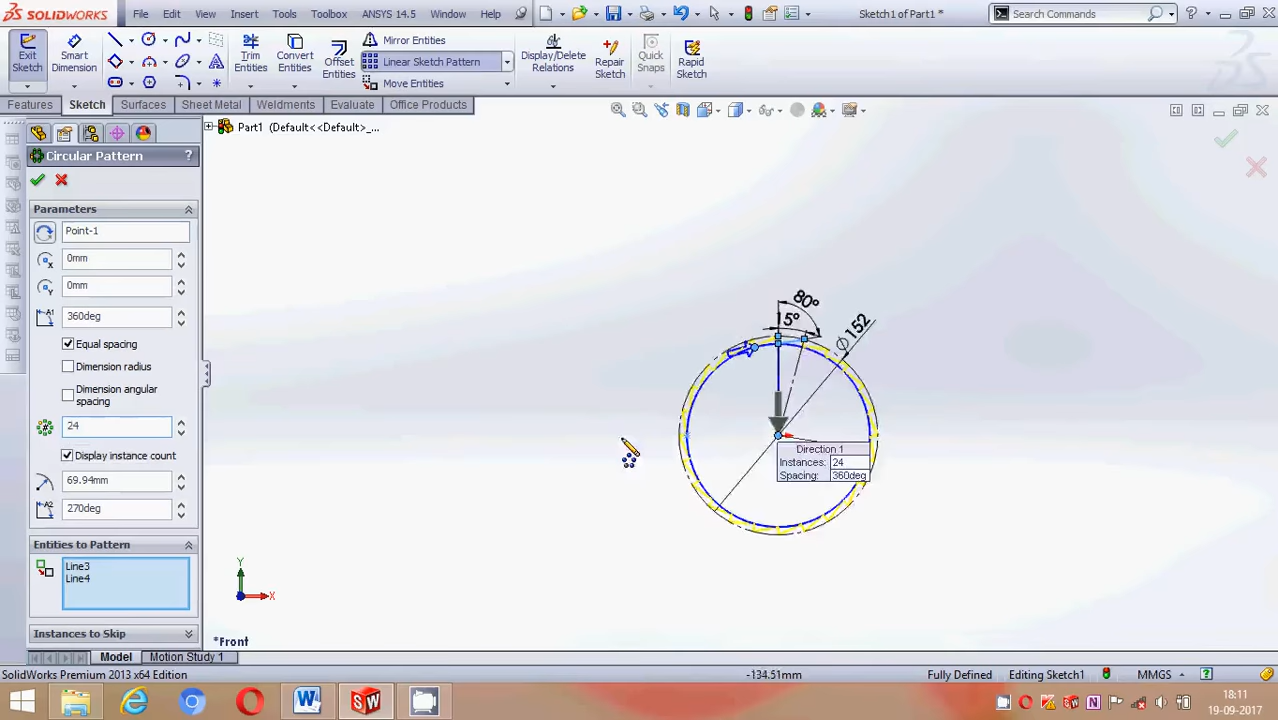 SOLIDWORKS File Edit View Insert Tools Toolbox ANSYS 14.5 Window Help Sketch1 of Part1 * Search Commands
Exit Sketch
Smart Dimension
Trim Entities
Convert Entities
Offset Entities
Mirror Entities
Linear Sketch Pattern
Move Entities
Display/Delete Relations
Repair Sketch
Quick Snaps
Rapid Sketch
Features Sketch Surfaces Sheet Metal Weldments Evaluate Office Products
Part1 (Default<<Default>_...
Circular Pattern ?
Parameters
Point-1
0mm
0mm
360deg
Equal spacing
Dimension radius
Dimension angular spacing
24
Display instance count
69.94mm
270deg
Entities to Pattern
Line3
Line4
Instances to Skip
80°
5°
∅152
Direction 1
Instances: 24
Spacing: 360deg
Y
X
*Front
Model Motion Study 1
SolidWorks Premium 2013 x64 Edition -134.51mm Fully Defined Editing Sketch1 MMGS
18:11
19-09-2017